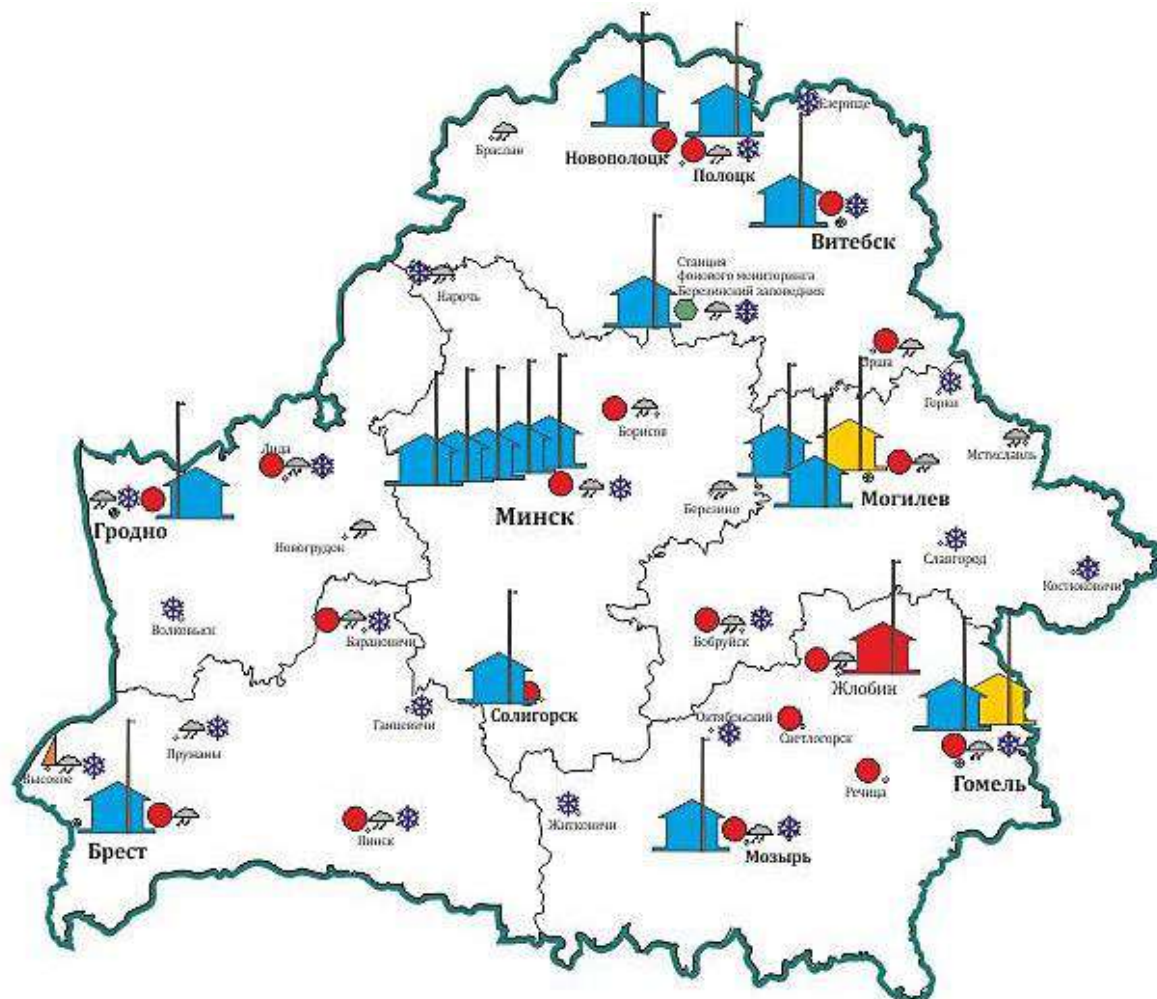 Езерище
Браслав
Новополоцк
Полоцк
Витебск
Станция
фонового мониторинга
Березинский заповедник
Нарочь
Орша
Горки
Борисов
Мстиславль
Лида
Минск
Березино
Могилев
Гродно
Новогрудок
Славгород
Костюковичи
Волковыск
Барановичи
Бобруйск
Жлобин
Солигорск
Ганцевичи
Октябрьский
Светлогорск
Пружаны
Высокое
Речица
Гомель
Житковичи
Брест
Пинск
Мозырь